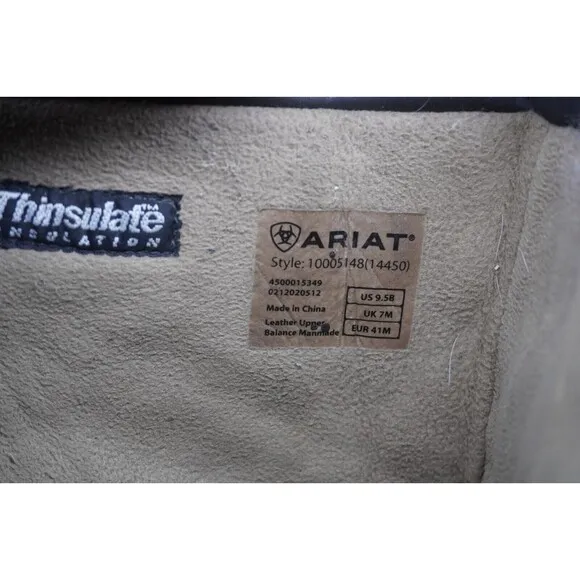 Thinsulate™
INSULATION
ARIAT®
Style: 10005148(14450)
4500015349
0212020512
Made in China
Leather Upper
Balance Manmade
US 9.5B
UK 7M
EUR 41M